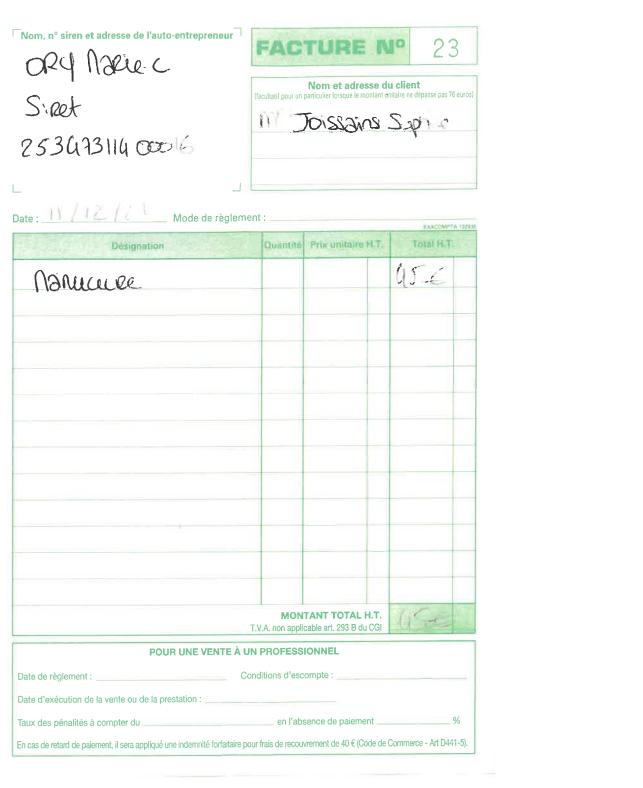 Nom, n° siren et adresse de l'auto-entrepreneur
ORY Marie-C
Siret
253473114 00016
FACTURE N° 23
Nom et adresse du client
(facultatif pour un particulier lorsque le montant unitaire ne dépasse pas 76 euros)
Joissains
Date : 11/12/21 Mode de règlement :
EXACOMPTA
Désignation Quantité Prix unitaire H.T. Total H.T.
Manucure 45 €
MONTANT TOTAL H.T. 45 €
T.V.A. non applicable art. 293 B du CGI
POUR UNE VENTE À UN PROFESSIONNEL
Date de règlement : Conditions d'escompte :
Date d'exécution de la vente ou de la prestation :
Taux des pénalités à compter du en l'absence de paiement %
En cas de retard de paiement, il sera appliqué une indemnité forfaitaire pour frais de recouvrement de 40 € (Code de Commerce - Art D441-5).